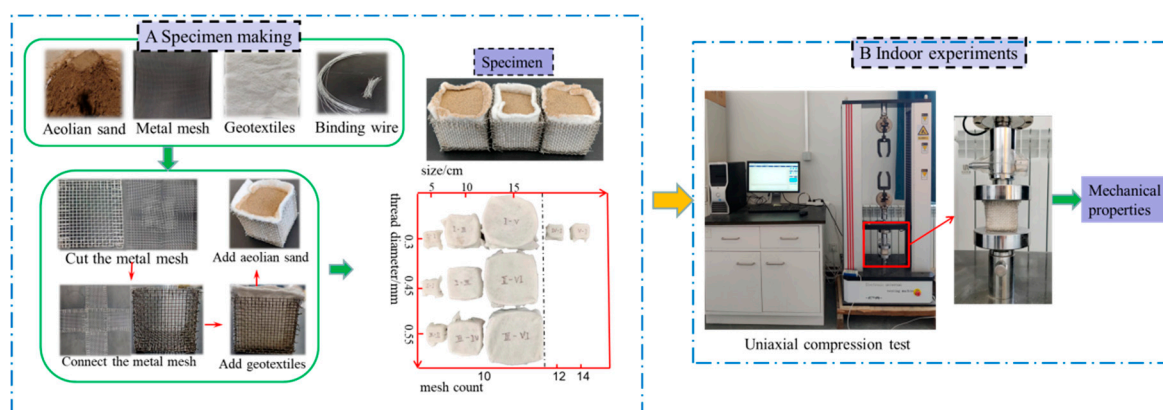 A Specimen making
Aeolian sand
Metal mesh
Geotextiles
Binding wire
Cut the metal mesh
Add aeolian sand
Connect the metal mesh
Add geotextiles
Specimen
size/cm
5
10
15
thread diameter/mm
0.3
0.45
0.55
I-V
II-VI
mesh count
10
12
14
B Indoor experiments
Uniaxial compression test
Mechanical
properties